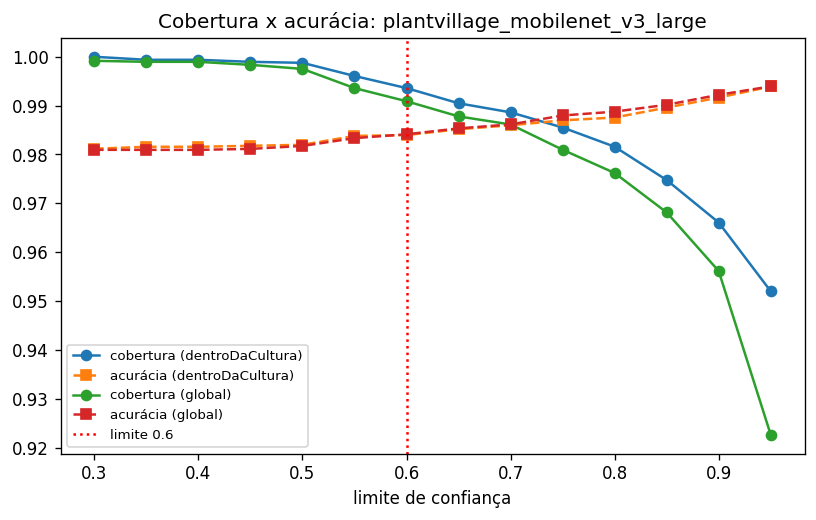 Cobertura x acurácia: plantvillage_mobilenet_v3_large
1.00
0.99
0.98
0.97
0.96
0.95
0.94
0.93
0.92
cobertura (dentroDaCultura)
acurácia (dentroDaCultura)
cobertura (global)
acurácia (global)
limite 0.6
0.3 0.4 0.5 0.6 0.7 0.8 0.9
limite de confiança